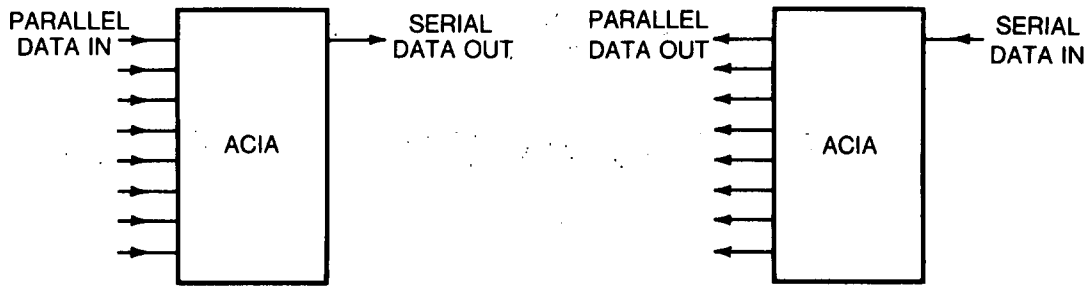 PARALLEL
DATA IN
ACIA
SERIAL
DATA OUT
PARALLEL
DATA OUT
ACIA
SERIAL
DATA IN